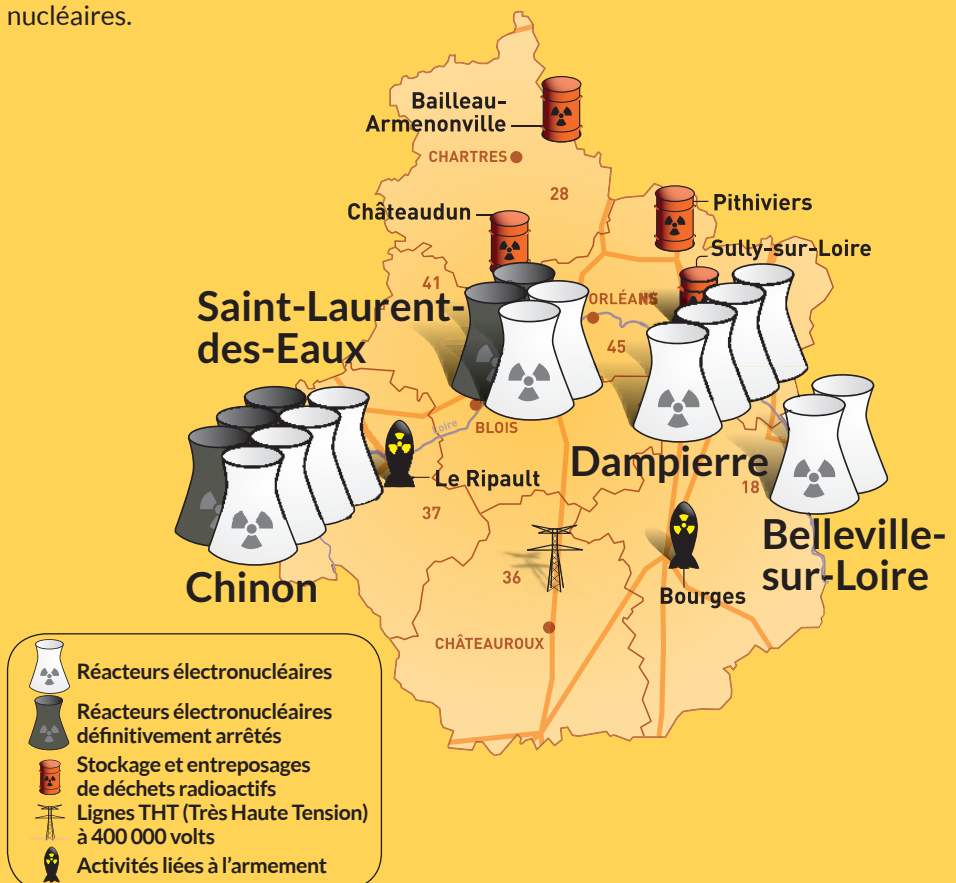 nucléaires.
Bailleau-
Armenonville
CHARTRES
28
Châteaudun
Pithiviers
Sully-sur-Loire
41
Saint-Laurent-
des-Eaux
ORLÉANS
45
BLOIS
Loire
Le Ripault
Dampierre
18
37
Belleville-
sur-Loire
Chinon
36
Bourges
CHÂTEAUROUX
Réacteurs électronucléaires
Réacteurs électronucléaires
définitivement arrêtés
Stockage et entreposages
de déchets radioactifs
Lignes THT (Très Haute Tension)
à 400 000 volts
Activités liées à l’armement